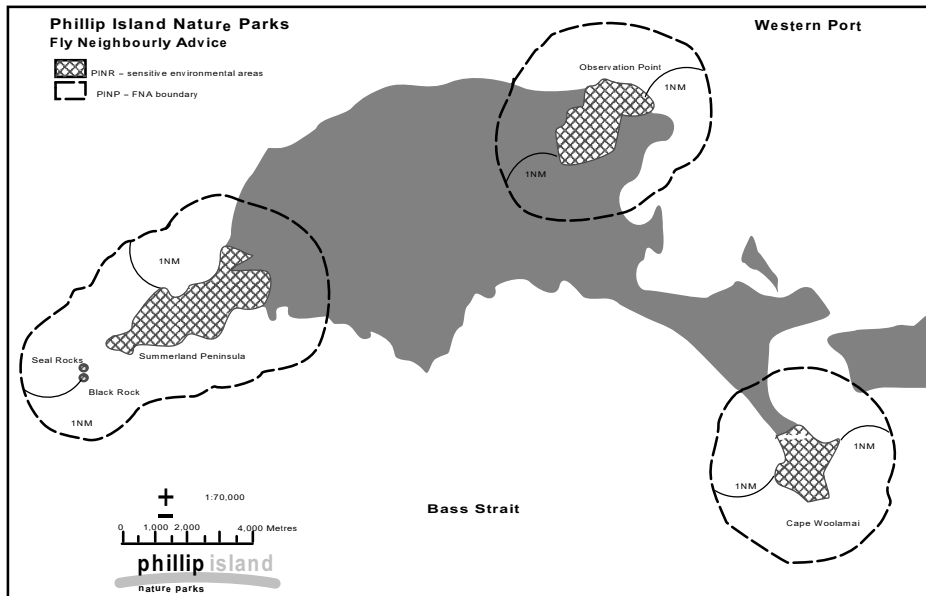 Phillip Island Nature Parks
Fly Neighbourly Advice
PINR – sensitive environmental areas
PINP – FNA boundary
Western Port
Observation Point
1NM
1NM
1NM
Summerland Peninsula
Seal Rocks
Black Rock
1NM
1NM
1NM
Cape Woolamai
Bass Strait
1:70,000
0 1,000 2,000 4,000 Metres
phillip island
nature parks